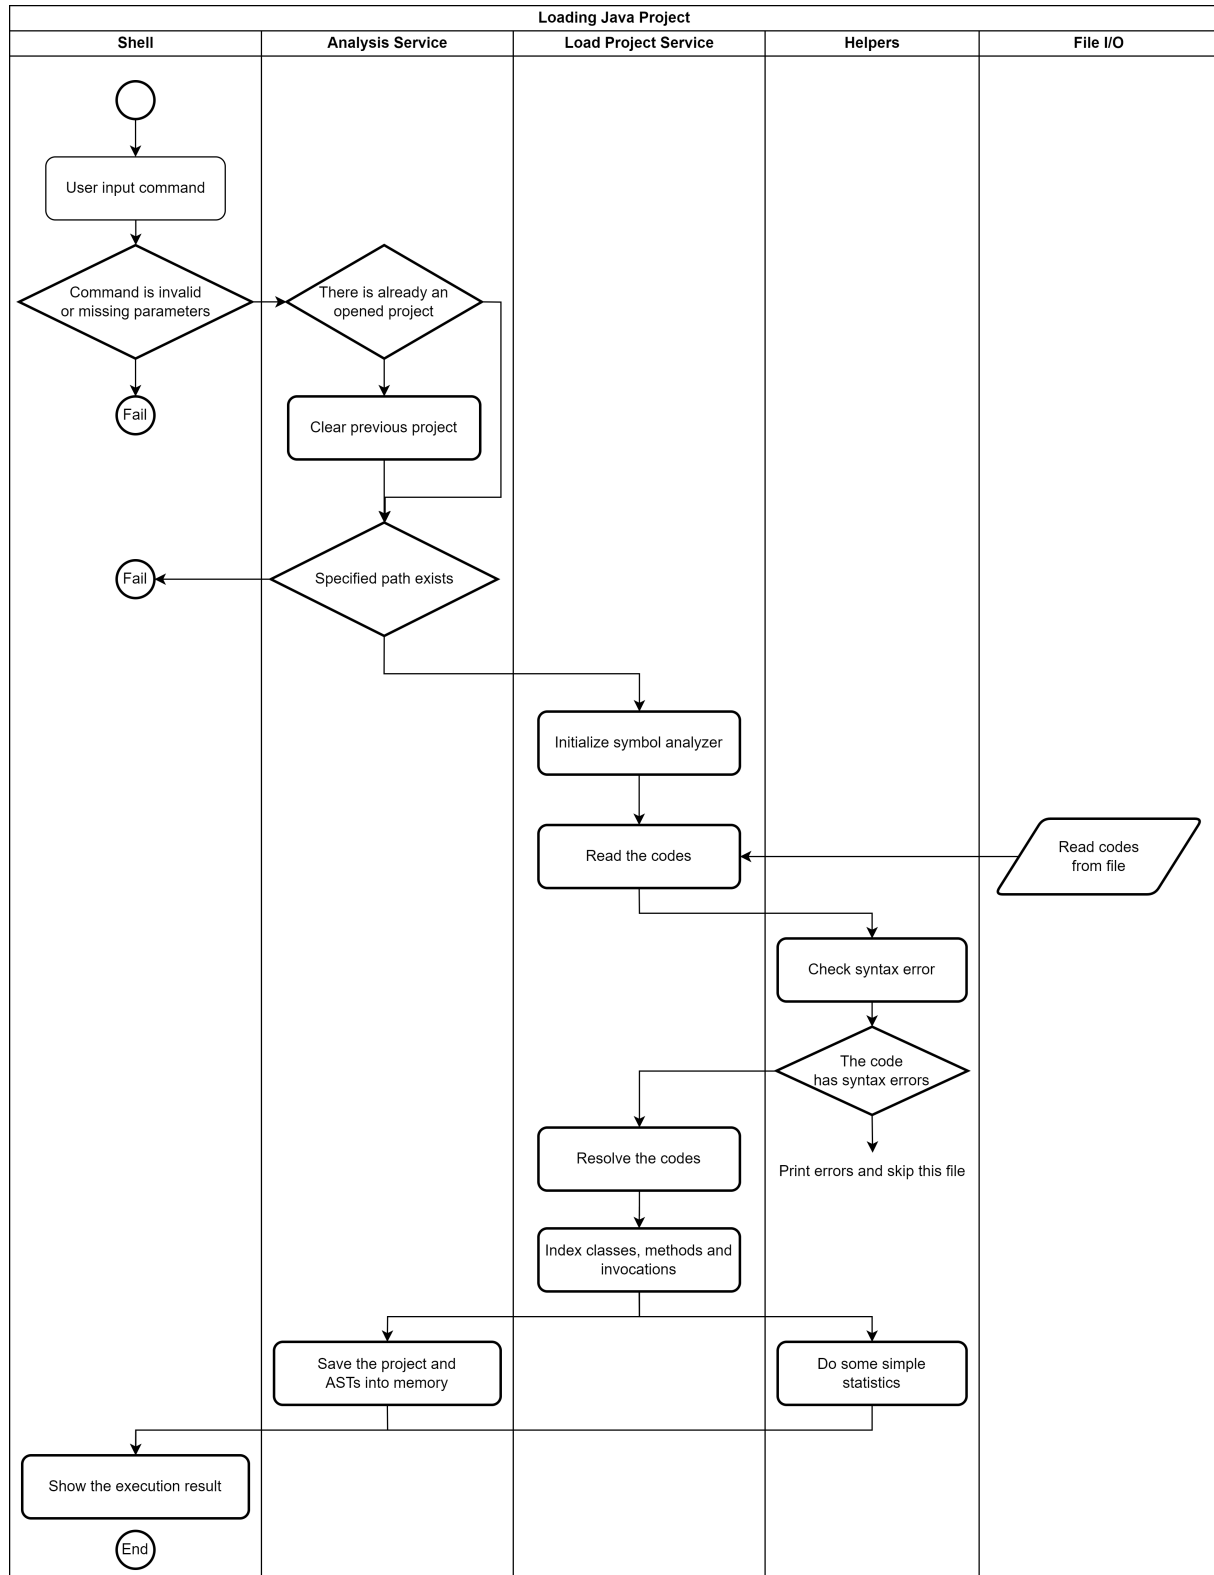 Loading Java Project
Shell
Analysis Service
Load Project Service
Helpers
File I/O
User input command
Command is invalid
or missing parameters
There is already an
opened project
Fail
Clear previous project
Fail
Specified path exists
Initialize symbol analyzer
Read the codes
Read codes
from file
Check syntax error
The code
has syntax errors
Resolve the codes
Print errors and skip this file
Index classes, methods and
invocations
Save the project and
ASTs into memory
Do some simple
statistics
Show the execution result
End